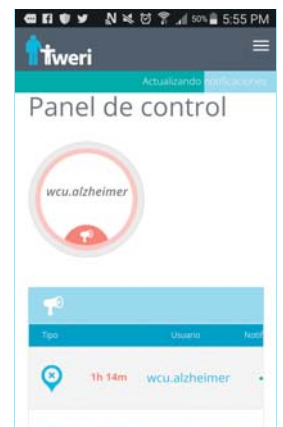 50% 5:55 PM
Tweri
Actualizando notificaciones
Panel de control
wcu.alzheimer
Tipo Usuario Notif
1h 14m wcu.alzheimer